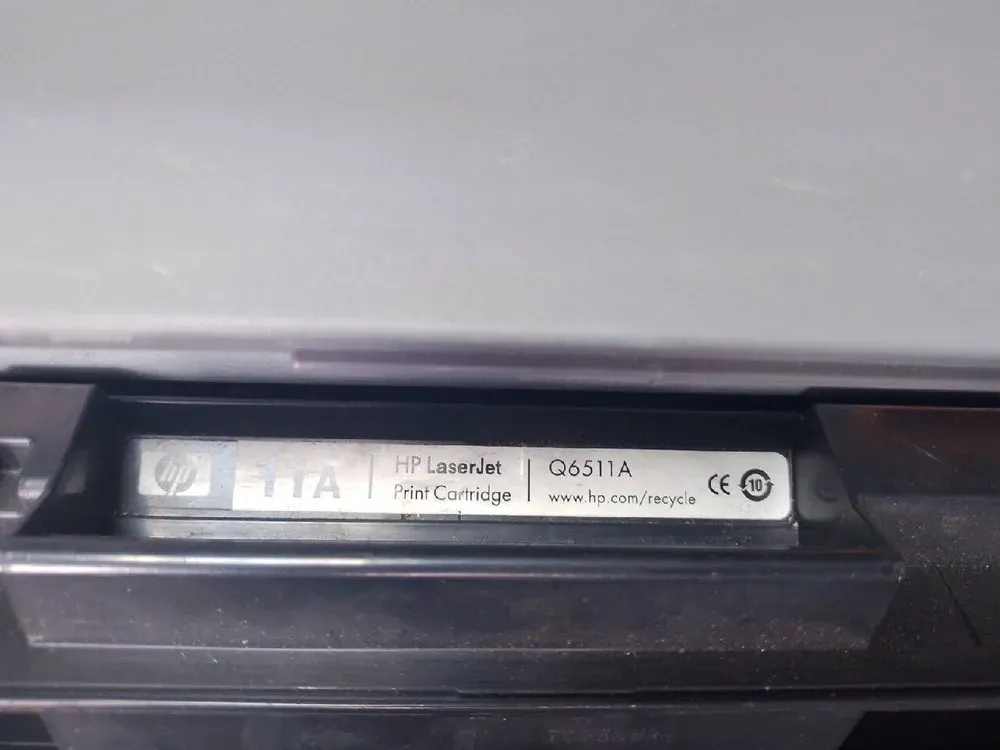 hp
11A
HP LaserJet
Print Cartridge
Q6511A
www.hp.com/recycle
CE
10